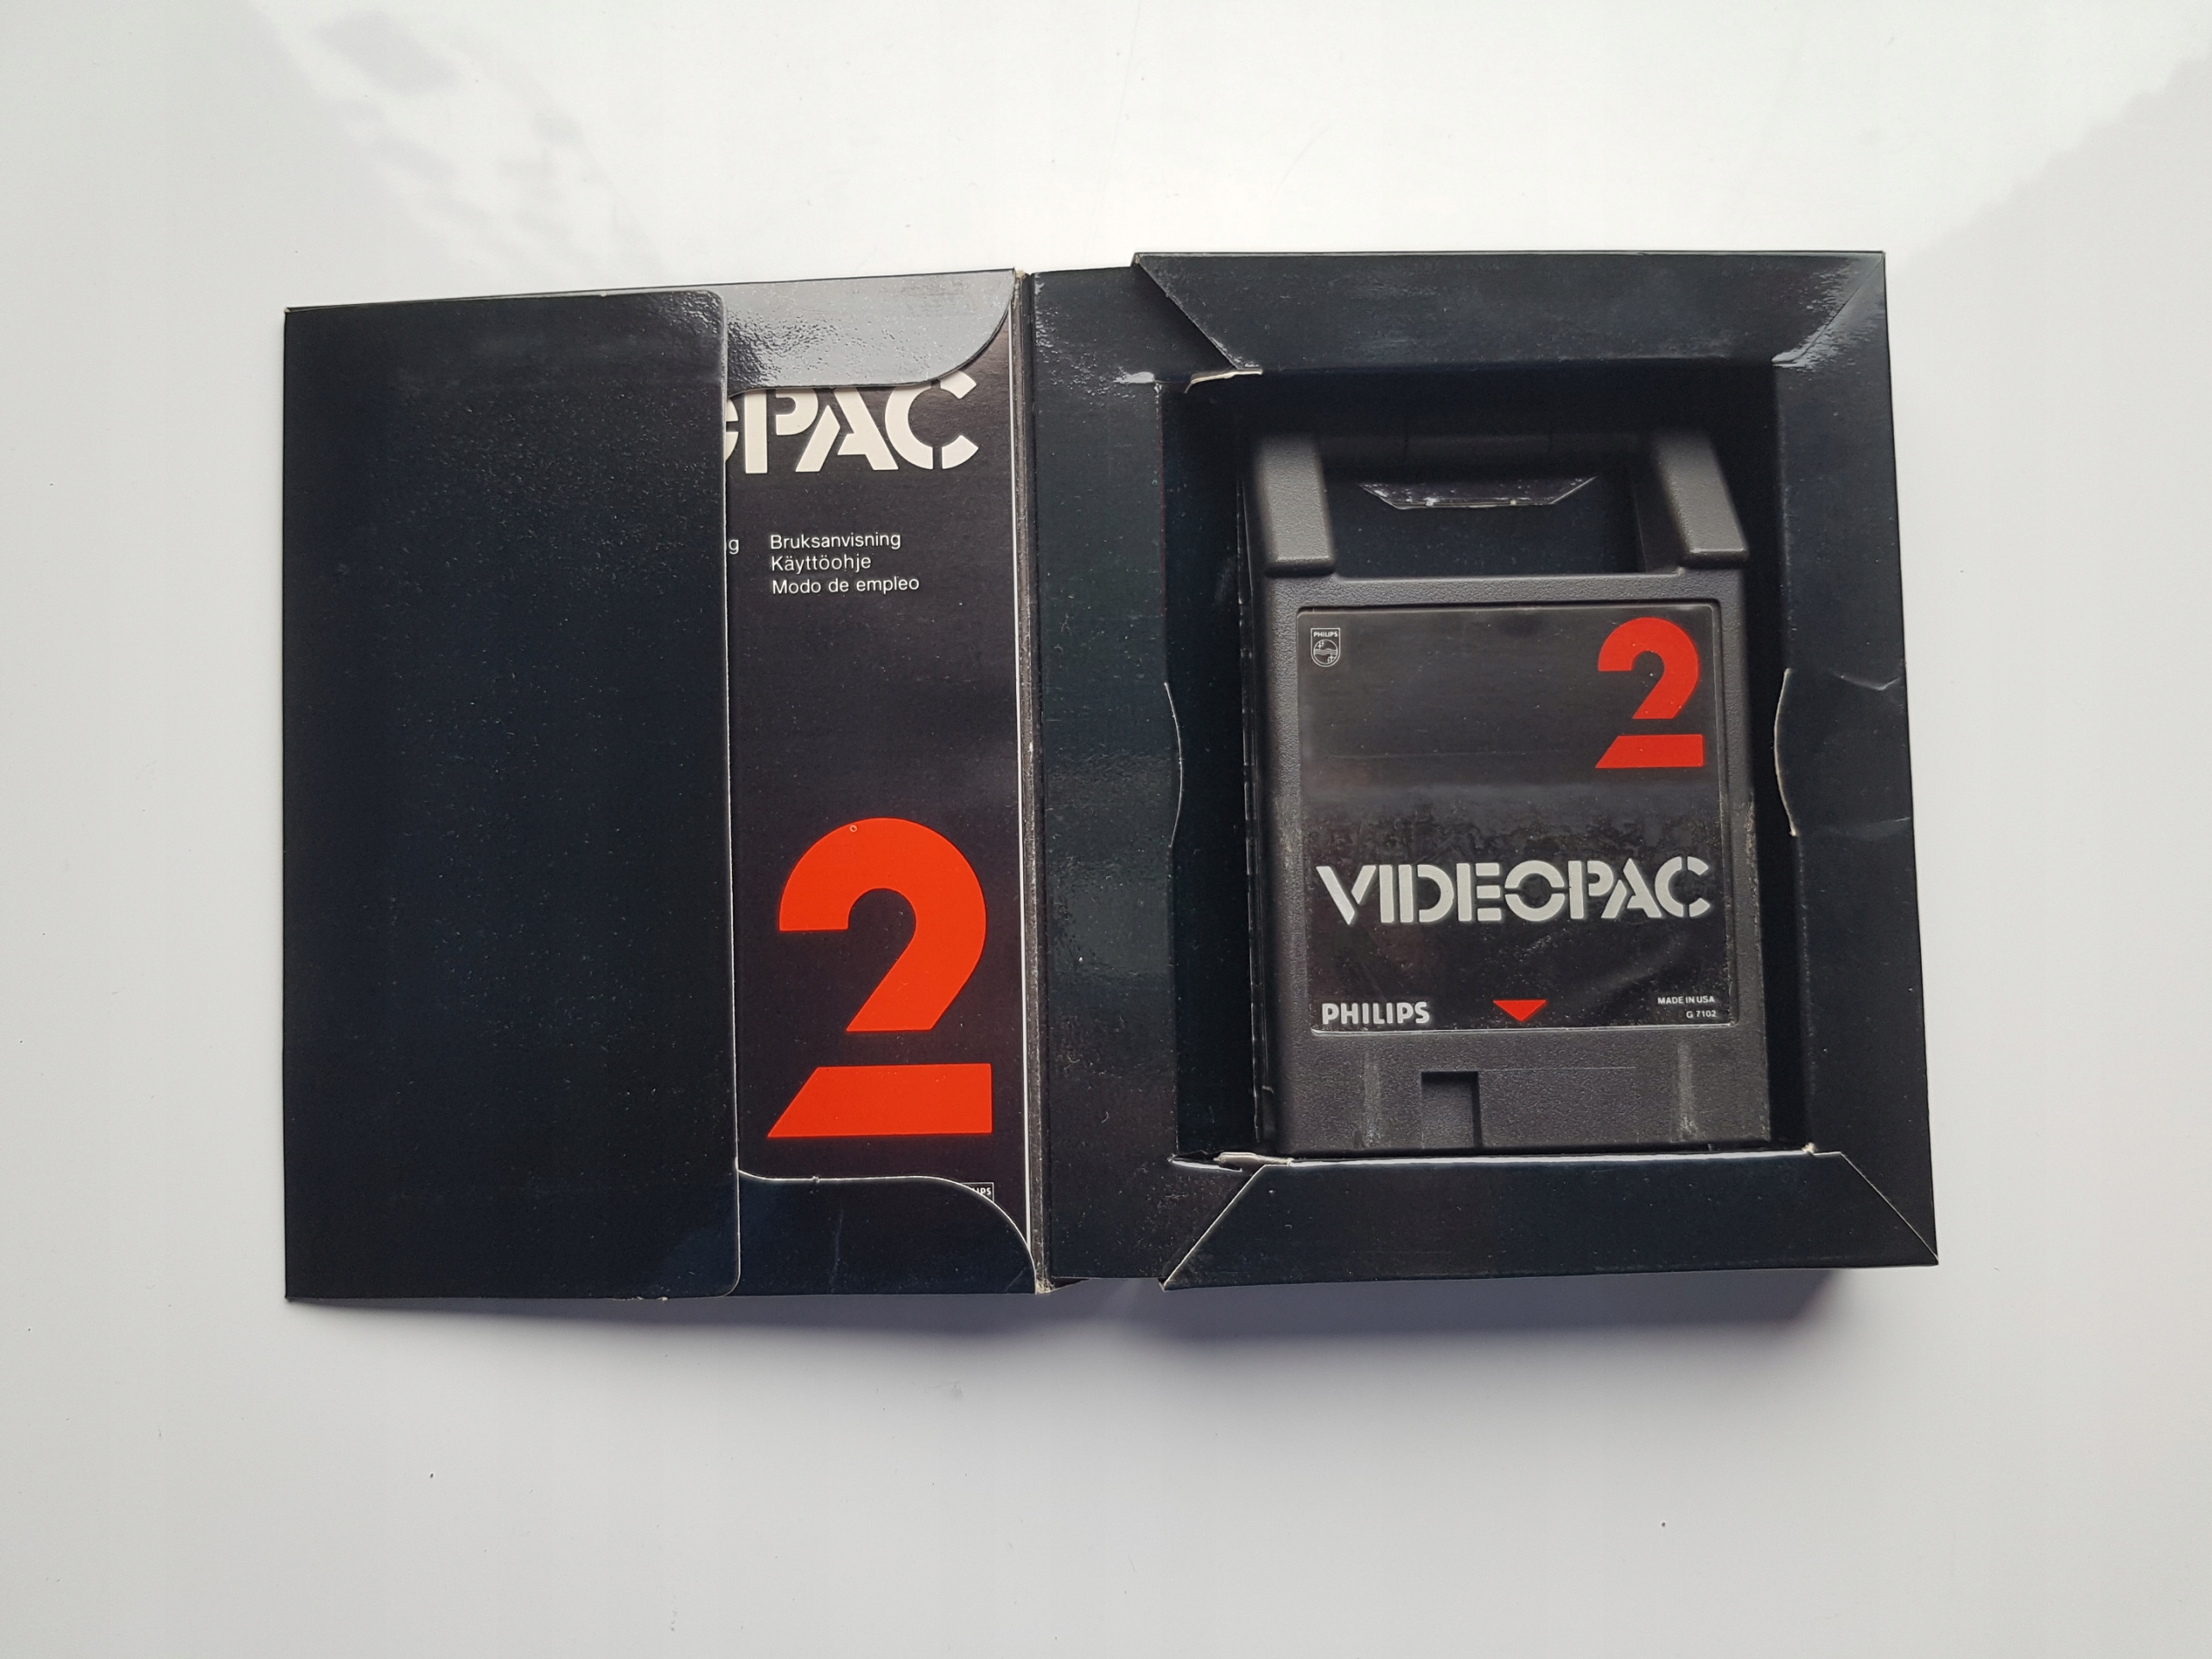 PAC
Bruksanvisning
Käyttöohje
Modo de empleo
2
PHILIPS
2
VIDEOPAC
PHILIPS
MADE IN USA
G 7102